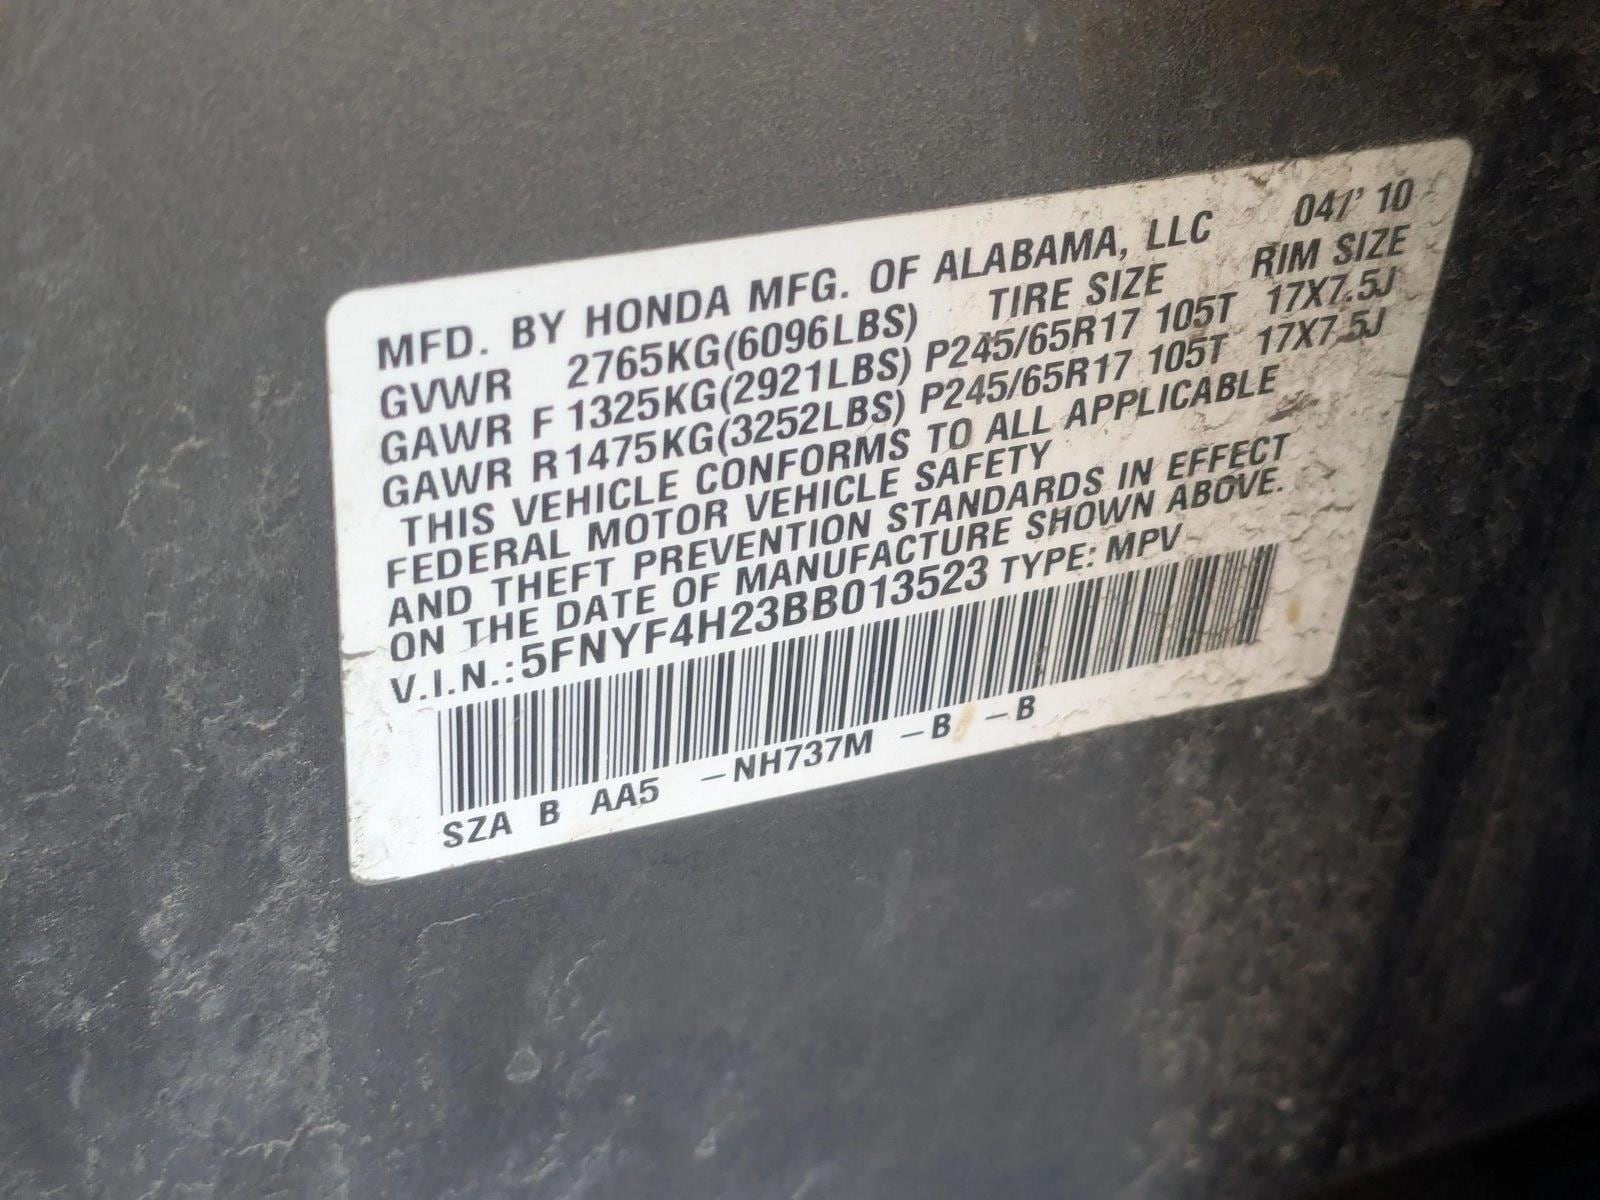 MFD. BY HONDA MFG. OF ALABAMA, LLC 04/' 10
GVWR 2765KG(6096LBS) TIRE SIZE RIM SIZE
GAWR F 1325KG(2921LBS) P245/65R17 105T 17X7.5J
GAWR R 1475KG(3252LBS) P245/65R17 105T 17X7.5J
THIS VEHICLE CONFORMS TO ALL APPLICABLE
FEDERAL MOTOR VEHICLE SAFETY
AND THEFT PREVENTION STANDARDS IN EFFECT
ON THE DATE OF MANUFACTURE SHOWN ABOVE.
V.I.N.: 5FNYF4H23BB013523 TYPE: MPV
SZA B AA5 –NH737M –B –B